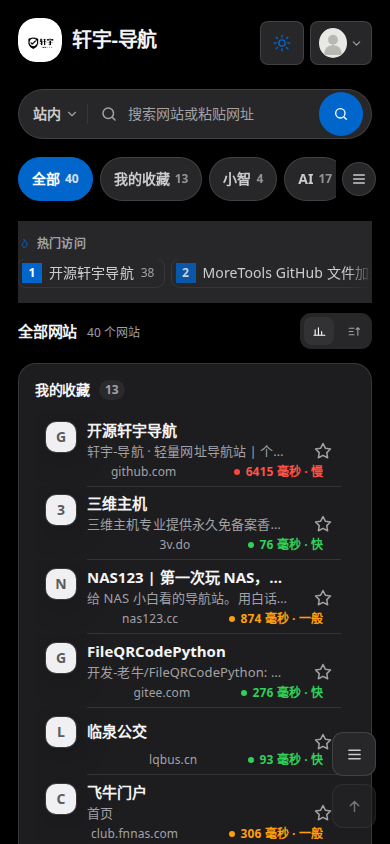 轩宇
轩宇-导航
站内
搜索网站或粘贴网址
全部 40
我的收藏 13
小智 4
AI 17
热门访问
1 开源轩宇导航 38
2 MoreTools GitHub 文件加
全部网站 40 个网站
我的收藏 13
G
开源轩宇导航
轩宇-导航 · 轻量网址导航站 | 个...
github.com
6415 毫秒 · 慢
3
三维主机
三维主机专业提供永久免备案香...
3v.do
76 毫秒 · 快
N
NAS123 | 第一次玩 NAS，...
给 NAS 小白看的导航站。用白话...
nas123.cc
874 毫秒 · 一般
G
FileQRCodePython
开发-老牛/FileQRCodePython: ...
gitee.com
276 毫秒 · 快
L
临泉公交
lqbus.cn
93 毫秒 · 快
C
飞牛门户
首页
club.fnnas.com
306 毫秒 · 一般